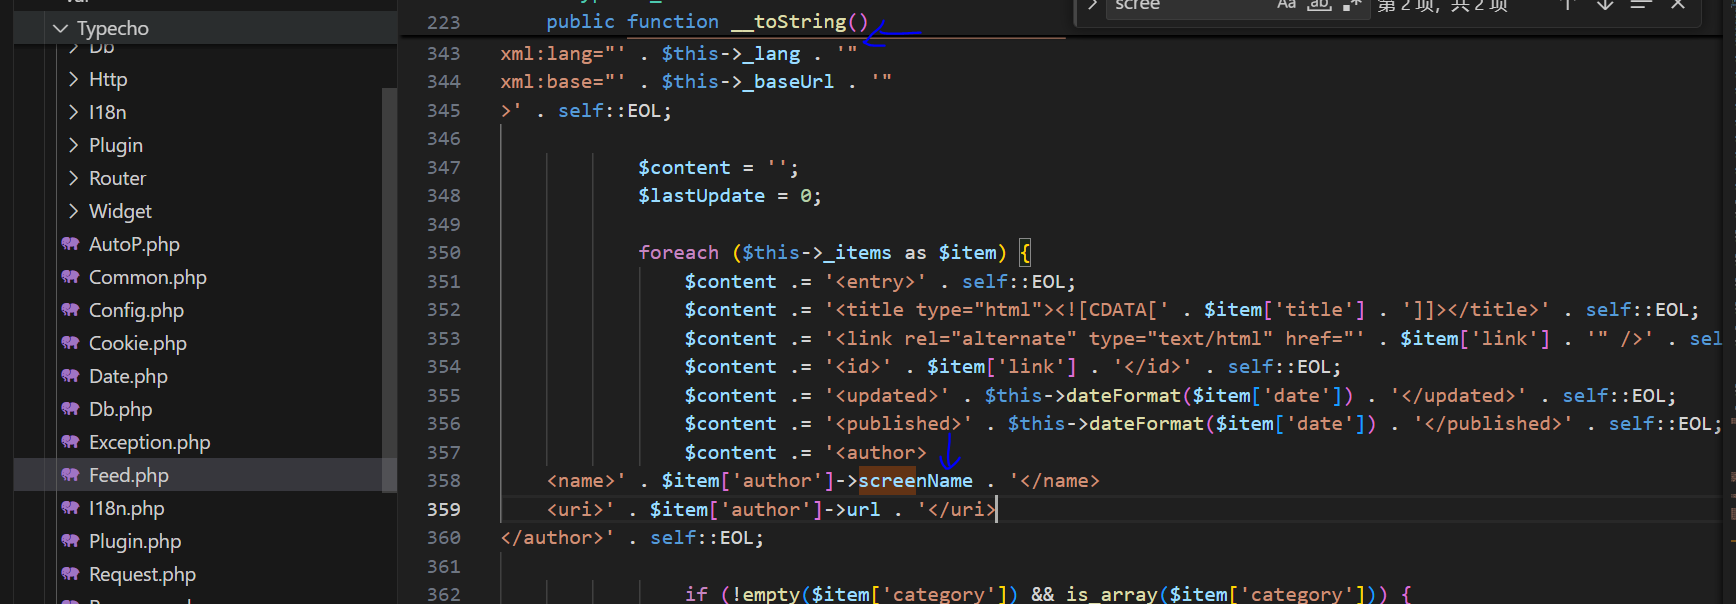 Typecho
Db
Http
I18n
Plugin
Router
Widget
AutoP.php
Common.php
Config.php
Cookie.php
Date.php
Db.php
Exception.php
Feed.php
I18n.php
Plugin.php
Request.php
scree
Aa ab .*
第 2 项，共 2 项
223 public function __toString()
343 xml:lang="' . $this->_lang . '"
344 xml:base="' . $this->_baseUrl . '"
345 >' . self::EOL;
346
347 $content = '';
348 $lastUpdate = 0;
349
350 foreach ($this->_items as $item) {
351 $content .= '<entry>' . self::EOL;
352 $content .= '<title type="html"><![CDATA[' . $item['title'] . ']]></title>' . self::EOL;
353 $content .= '<link rel="alternate" type="text/html" href="' . $item['link'] . '" />' . sel
354 $content .= '<id>' . $item['link'] . '</id>' . self::EOL;
355 $content .= '<updated>' . $this->dateFormat($item['date']) . '</updated>' . self::EOL;
356 $content .= '<published>' . $this->dateFormat($item['date']) . '</published>' . self::EOL;
357 $content .= '<author>
358 <name>' . $item['author']->screenName . '</name>
359 <uri>' . $item['author']->url . '</uri>
360 </author>' . self::EOL;
361
362 if (!empty($item['category']) && is_array($item['category'])) {